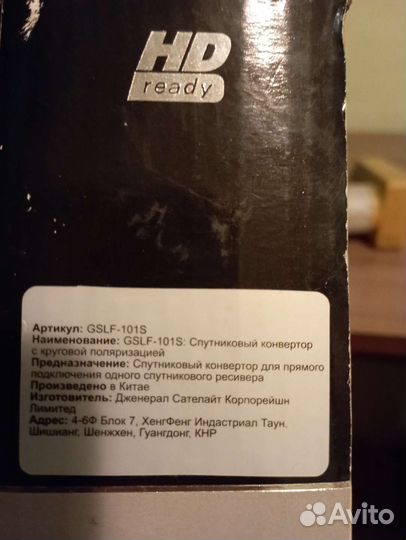 HD
ready
Артикул: GSLF-101S
Наименование: GSLF-101S: Спутниковый конвертор
с круговой поляризацией
Предназначение: Спутниковый конвертор для прямого
подключения одного спутникового ресивера
Произведено в Китае
Изготовитель: Дженерал Сателайт Корпорейшн
Лимитед
Адрес: 4-6Ф Блок 7, ХенгФенг Индастриал Таун,
Шишианг, Шенжхен, Гуангдонг, КНР
Avito